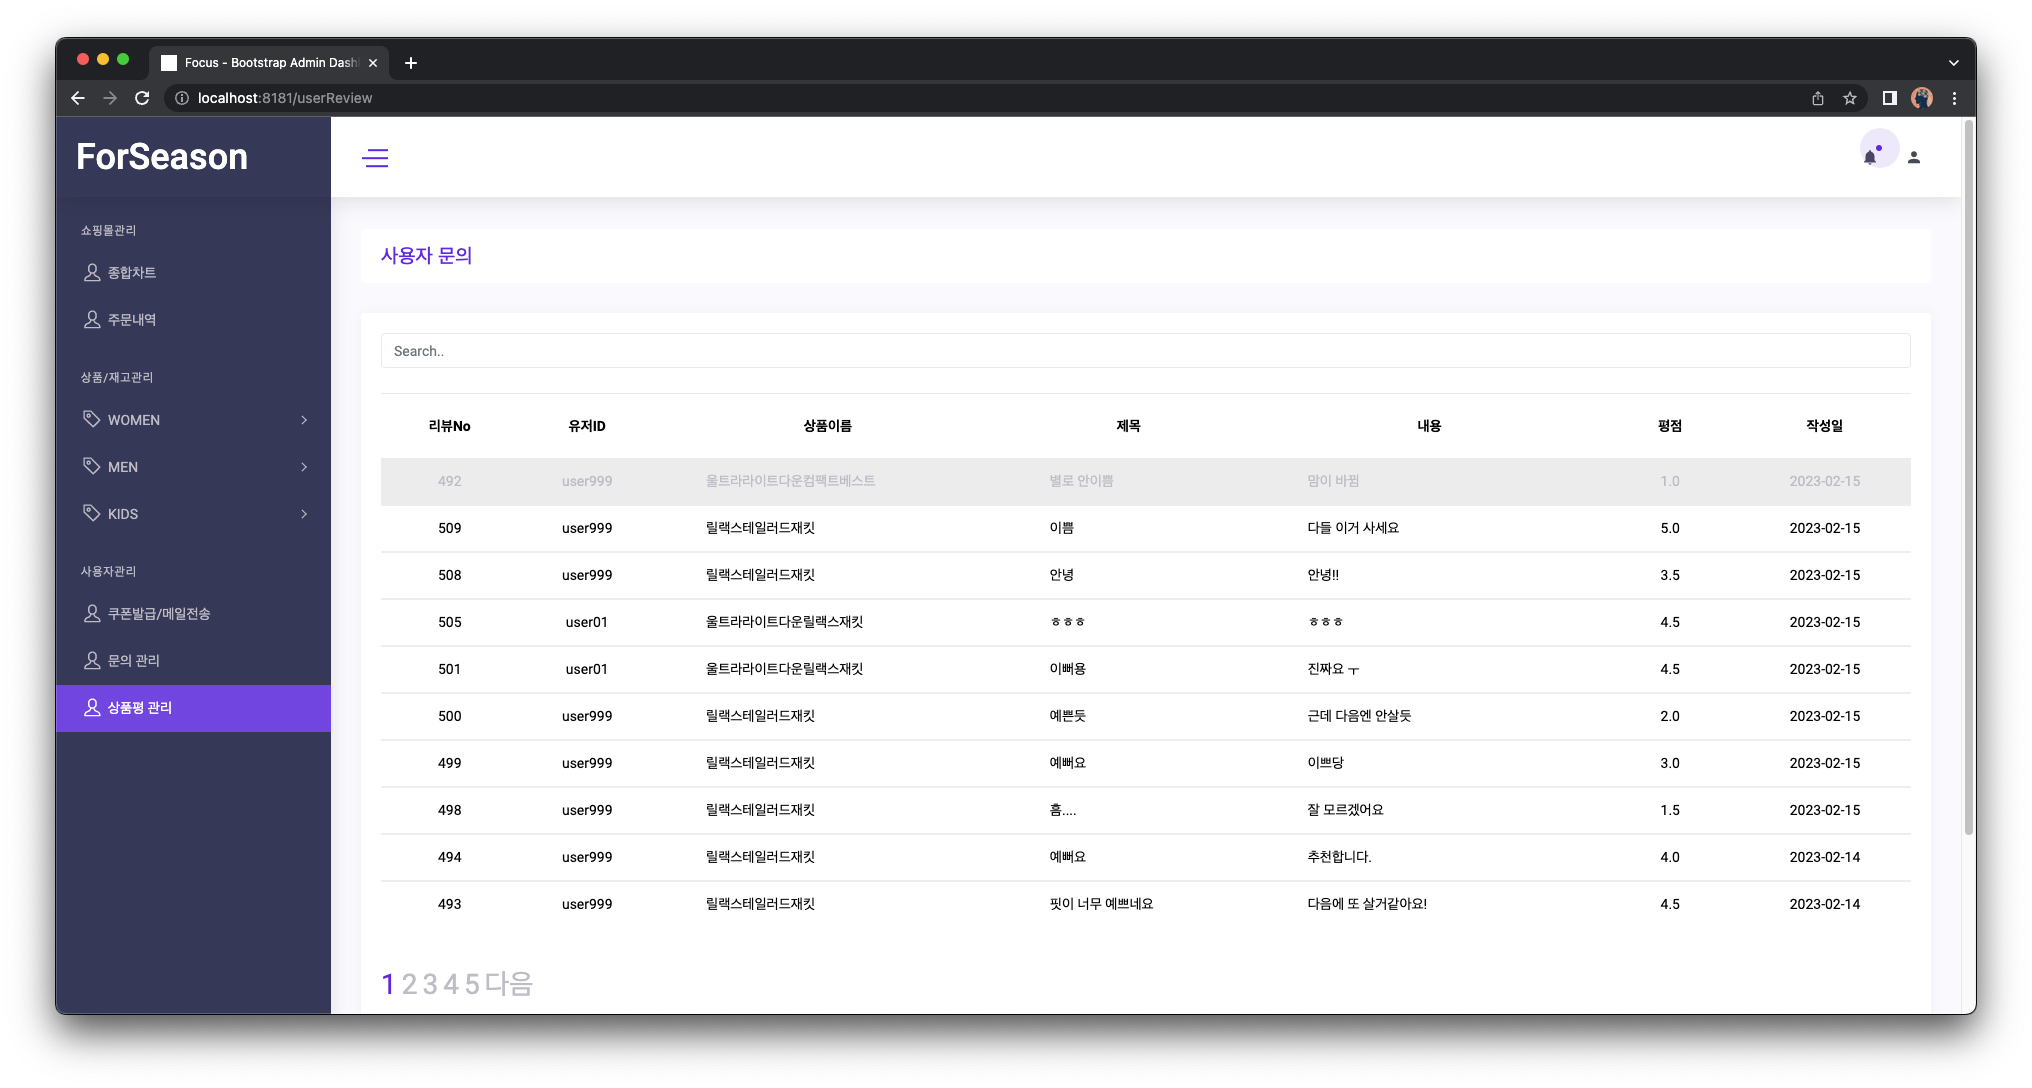 Focus - Bootstrap Admin Dash
localhost:8181/userReview
ForSeason
쇼핑몰관리
종합차트
주문내역
상품/재고관리
WOMEN
MEN
KIDS
사용자관리
쿠폰발급/메일전송
문의 관리
상품평 관리
사용자 문의
Search..
리뷰No 유저ID 상품이름 제목 내용 평점 작성일
492 user999 울트라라이트다운컴팩트베스트 별로 안이쁨 맘이 바뀜 1.0 2023-02-15
509 user999 릴랙스테일러드재킷 이쁨 다들 이거 사세요 5.0 2023-02-15
508 user999 릴랙스테일러드재킷 안녕 안녕!! 3.5 2023-02-15
505 user01 울트라라이트다운릴랙스재킷 ㅎㅎㅎ ㅎㅎㅎ 4.5 2023-02-15
501 user01 울트라라이트다운릴랙스재킷 이뻐용 진짜요 ㅜ 4.5 2023-02-15
500 user999 릴랙스테일러드재킷 예쁜듯 근데 다음엔 안살듯 2.0 2023-02-15
499 user999 릴랙스테일러드재킷 예뻐요 이쁘당 3.0 2023-02-15
498 user999 릴랙스테일러드재킷 흠.... 잘 모르겠어요 1.5 2023-02-15
494 user999 릴랙스테일러드재킷 예뻐요 추천합니다. 4.0 2023-02-14
493 user999 릴랙스테일러드재킷 핏이 너무 예쁘네요 다음에 또 살거같아요! 4.5 2023-02-14
1 2 3 4 5 다음